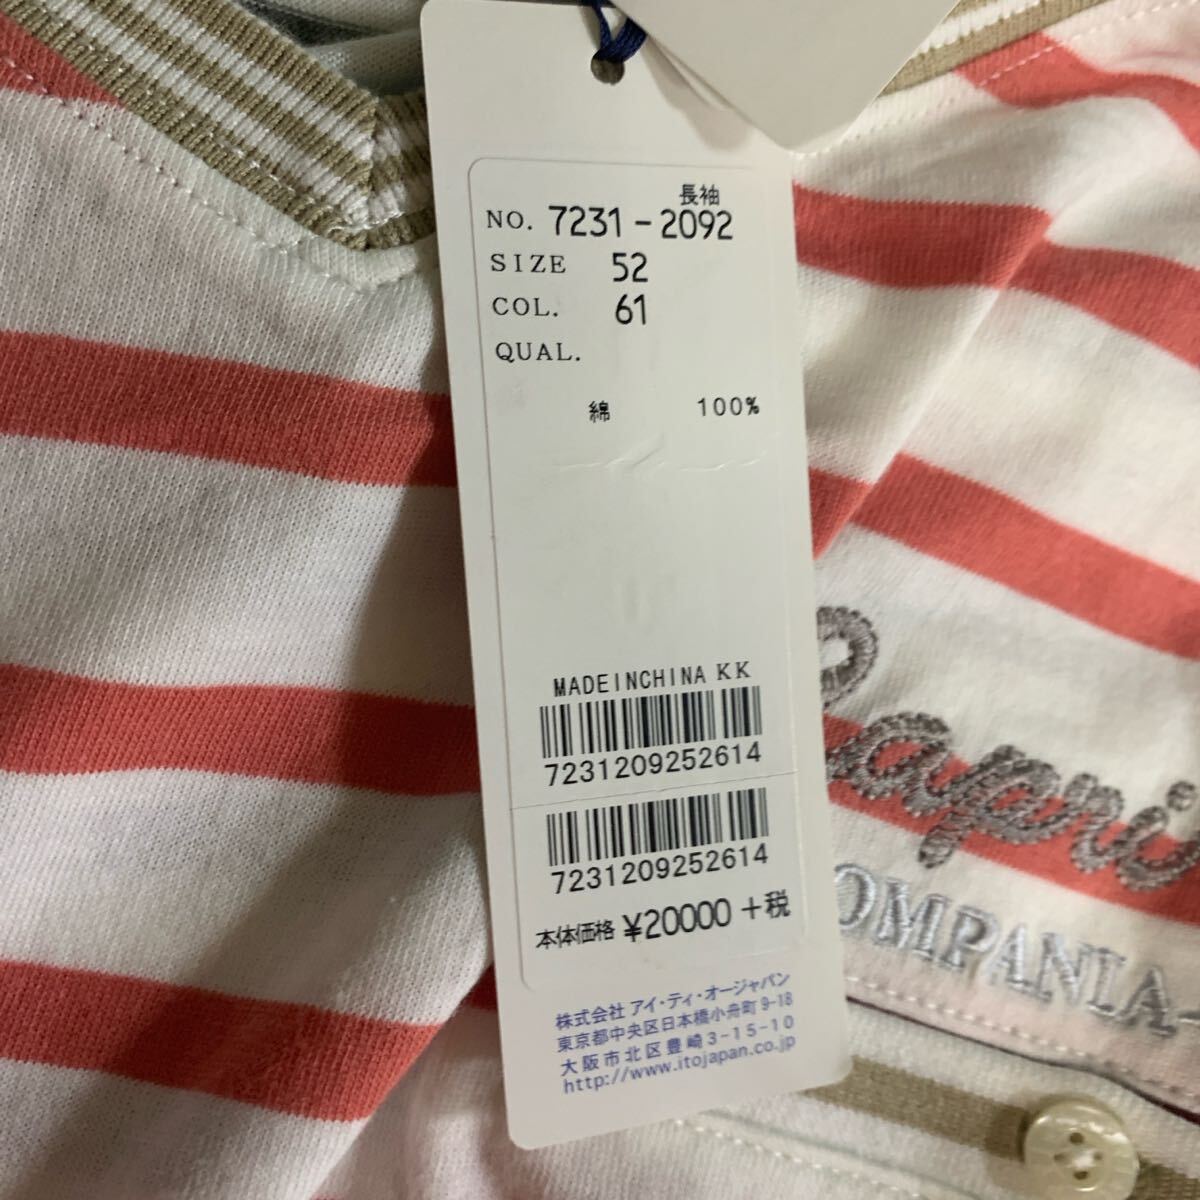 長袖
NO. 7231-2092
SIZE 52
COL. 61
QUAL.
綿 100%
MADEINCHINA KK
7231209252614
7231209252614
本体価格 ¥20000+税
株式会社 アイ・ティ・オージャパン
東京都中央区日本橋小舟町9-18
大阪市北区豊崎3-15-10
http://www.itojapan.co.jp
Capri
OMPANIA